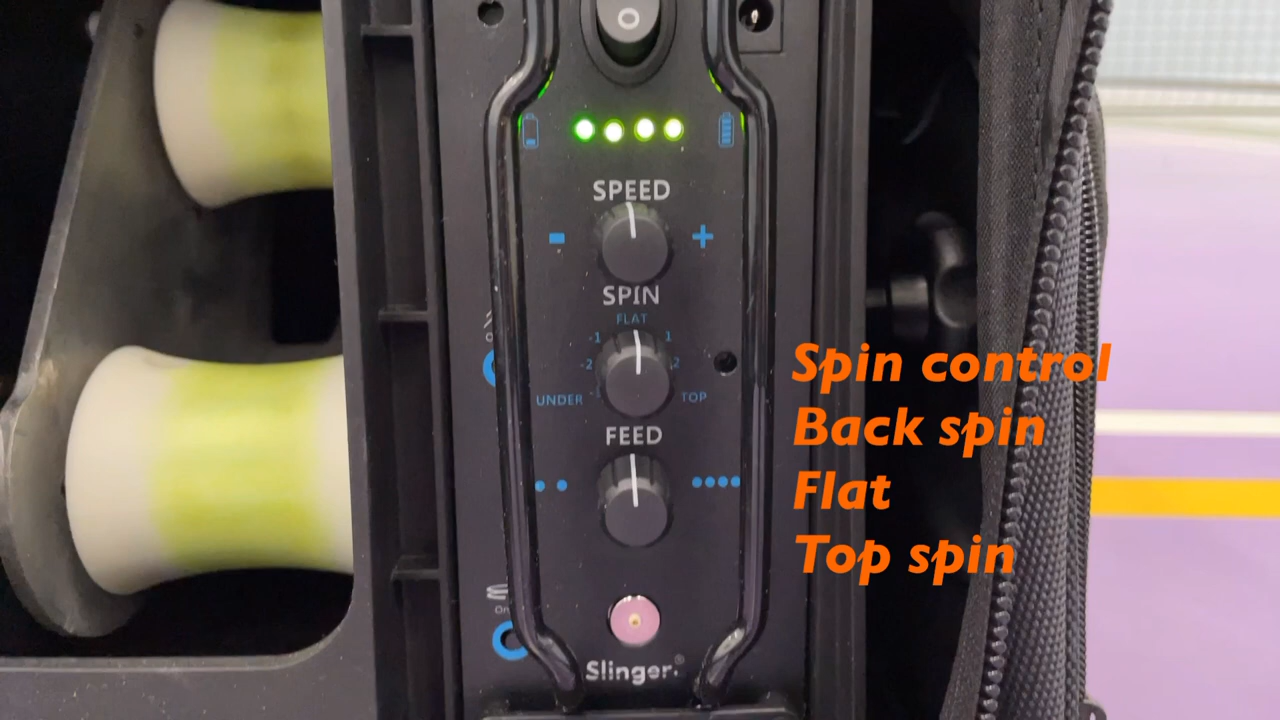 O
SPEED
- +
SPIN
FLAT
-1 1
-2 2
UNDER TOP
FEED
Slinger®
Spin control
Back spin
Flat
Top spin